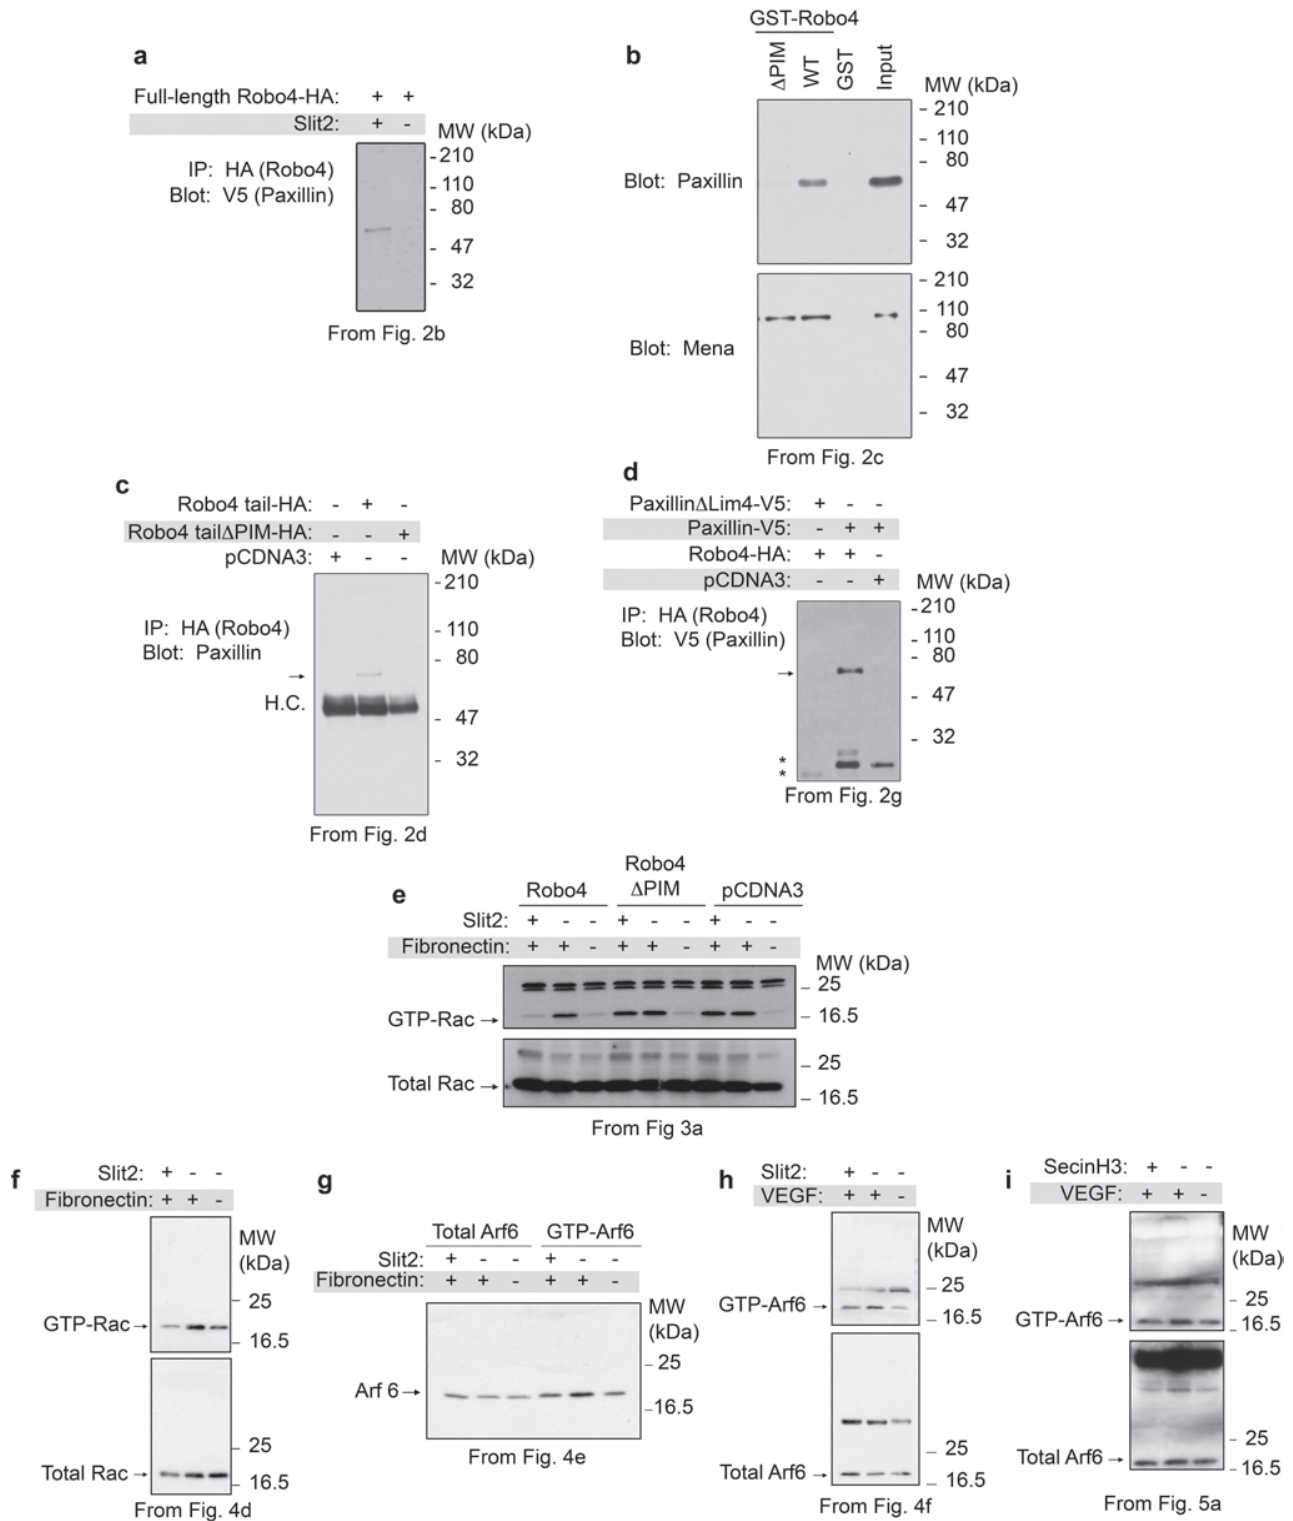 a
Full-length Robo4-HA: + +
Slit2: + -
MW (kDa)
IP: HA (Robo4)
Blot: V5 (Paxillin)
- 210
- 110
- 80
- 47
- 32
From Fig. 2b
b
GST-Robo4
ΔPIM WT GST Input
MW (kDa)
Blot: Paxillin
- 210
- 110
- 80
- 47
- 32
Blot: Mena
- 210
- 110
- 80
- 47
- 32
From Fig. 2c
c
Robo4 tail-HA: - + -
Robo4 tailΔPIM-HA: - - +
pCDNA3: + - -
MW (kDa)
IP: HA (Robo4)
Blot: Paxillin
→
H.C.
- 210
- 110
- 80
- 47
- 32
From Fig. 2d
d
PaxillinΔLim4-V5: + - -
Paxillin-V5: - + +
Robo4-HA: + + -
pCDNA3: - - +
MW (kDa)
IP: HA (Robo4)
Blot: V5 (Paxillin)
→
*
*
- 210
- 110
- 80
- 47
- 32
From Fig. 2g
e
Robo4 Robo4 ΔPIM pCDNA3
Slit2: + - - + - - + - -
Fibronectin: + + - + + - + + -
MW (kDa)
GTP-Rac →
- 25
- 16.5
Total Rac →
- 25
- 16.5
From Fig 3a
f
Slit2: + - -
Fibronectin: + + -
MW
(kDa)
GTP-Rac →
- 25
- 16.5
Total Rac →
- 25
- 16.5
From Fig. 4d
g
Total Arf6 GTP-Arf6
Slit2: + - - + - -
Fibronectin: + + - + + -
MW
(kDa)
Arf 6 →
- 25
- 16.5
From Fig. 4e
h
Slit2: + - -
VEGF: + + -
MW
(kDa)
GTP-Arf6 →
- 25
- 16.5
Total Arf6 →
- 25
- 16.5
From Fig. 4f
i
SecinH3: + - -
VEGF: + + -
MW
(kDa)
GTP-Arf6 →
- 25
- 16.5
Total Arf6 →
- 25
- 16.5
From Fig. 5a